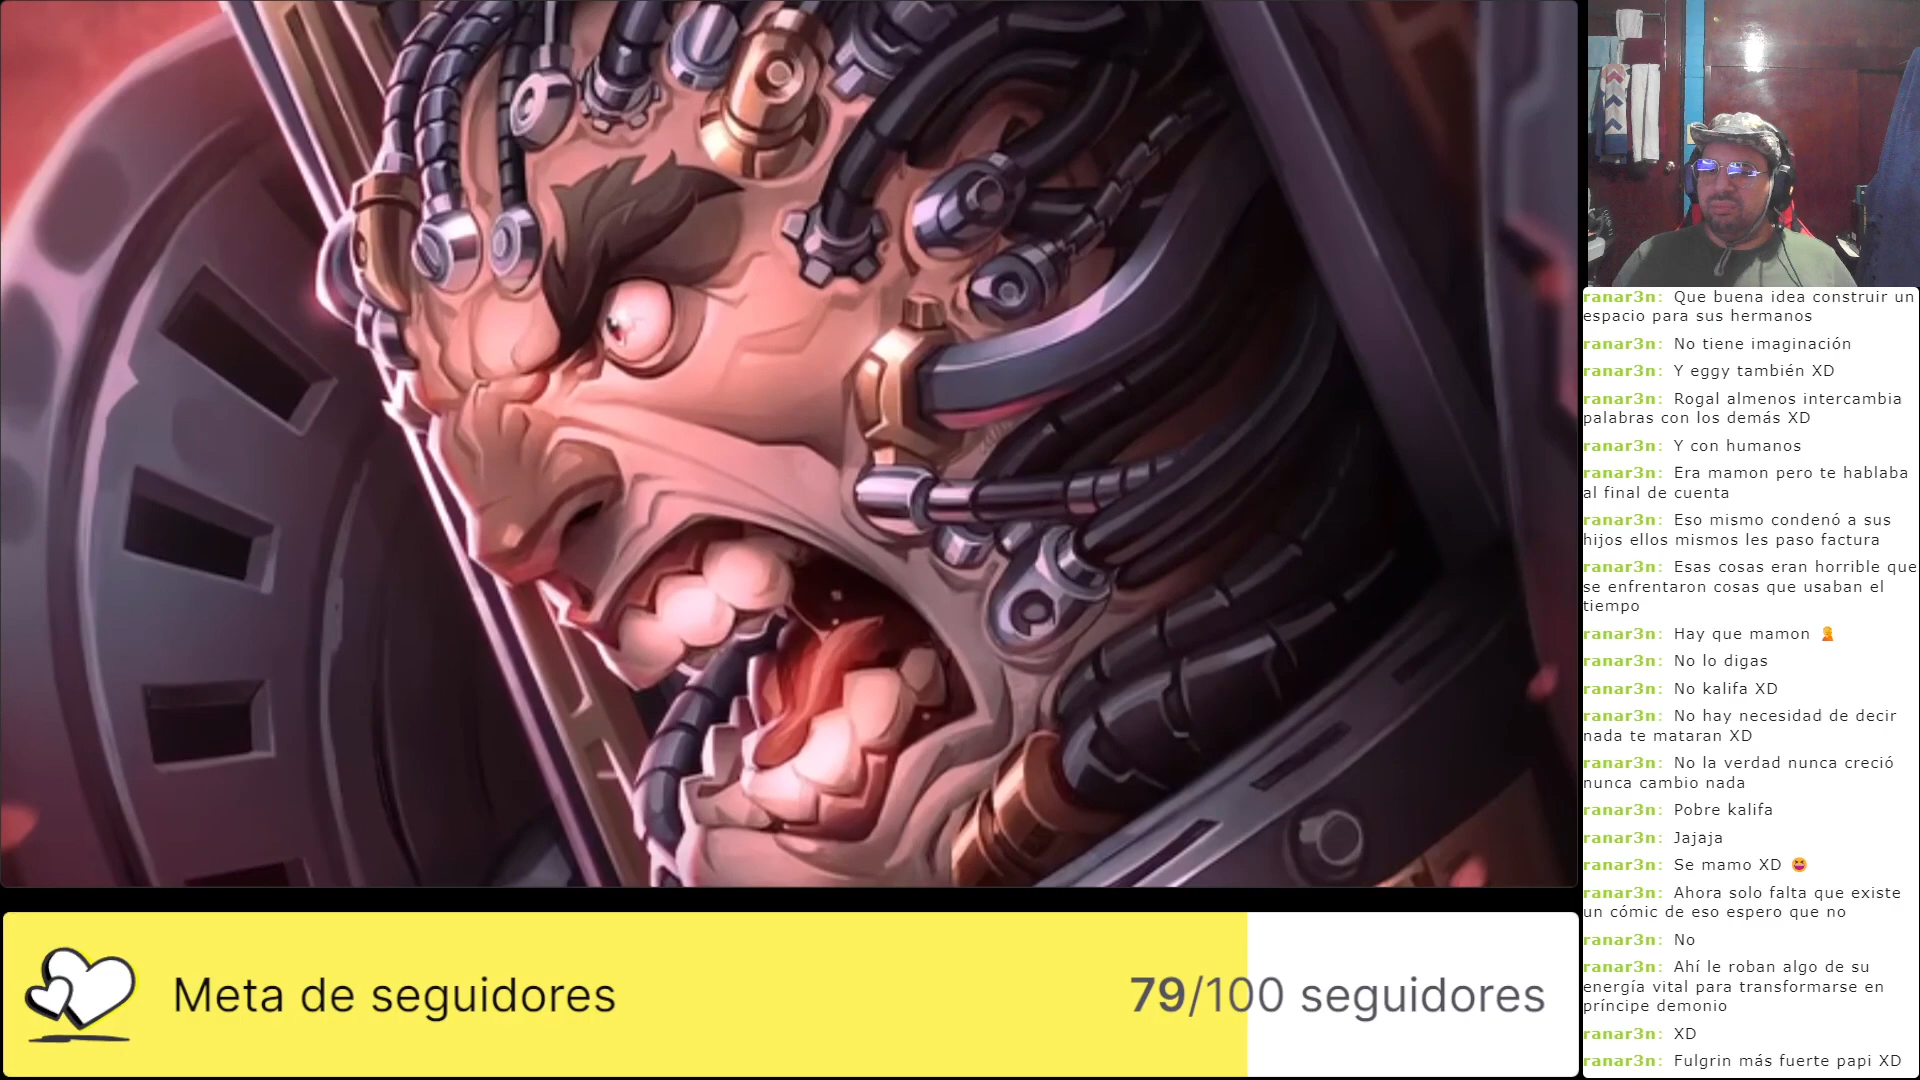 ranar3n: Que buena idea construir un
espacio para sus hermanos
ranar3n: No tiene imaginación
ranar3n: Y eggy también XD
ranar3n: Rogal almenos intercambia
palabras con los demás XD
ranar3n: Y con humanos
ranar3n: Era mamon pero te hablaba
al final de cuenta
ranar3n: Eso mismo condenó a sus
hijos ellos mismos les paso factura
ranar3n: Esas cosas eran horrible que
se enfrentaron cosas que usaban el
tiempo
ranar3n: Hay que mamon 🤦
ranar3n: No lo digas
ranar3n: No kalifa XD
ranar3n: No hay necesidad de decir
nada te mataran XD
ranar3n: No la verdad nunca creció
nunca cambio nada
ranar3n: Pobre kalifa
ranar3n: Jajaja
ranar3n: Se mamo XD 😆
ranar3n: Ahora solo falta que existe
un cómic de eso espero que no
ranar3n: No
ranar3n: Ahí le roban algo de su
energía vital para transformarse en
príncipe demonio
ranar3n: XD
ranar3n: Fulgrin más fuerte papi XD
Meta de seguidores
79/100 seguidores